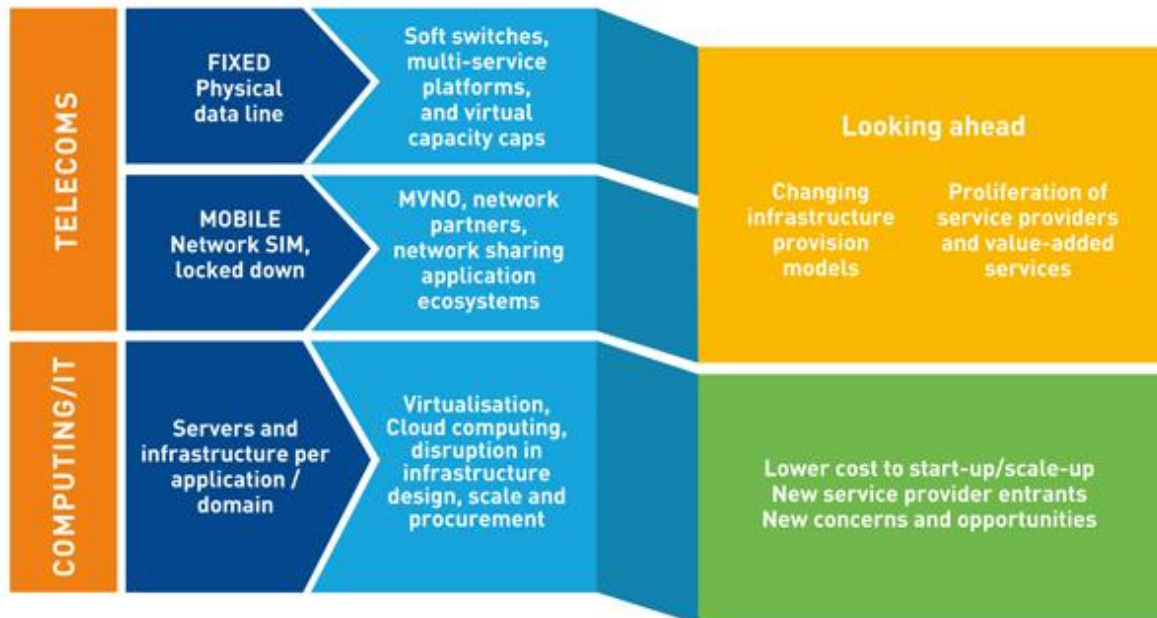 TELECOMS
FIXED
Physical
data line
Soft switches,
multi-service
platforms,
and virtual
capacity caps
MOBILE
Network SIM,
locked down
MVNO, network
partners,
network sharing
application
ecosystems
Looking ahead
Changing
infrastructure
provision
models
Proliferation of
service providers
and value-added
services
COMPUTING/IT
Servers and
infrastructure per
application /
domain
Virtualisation,
Cloud computing,
disruption in
infrastructure
design, scale and
procurement
Lower cost to start-up/scale-up
New service provider entrants
New concerns and opportunities